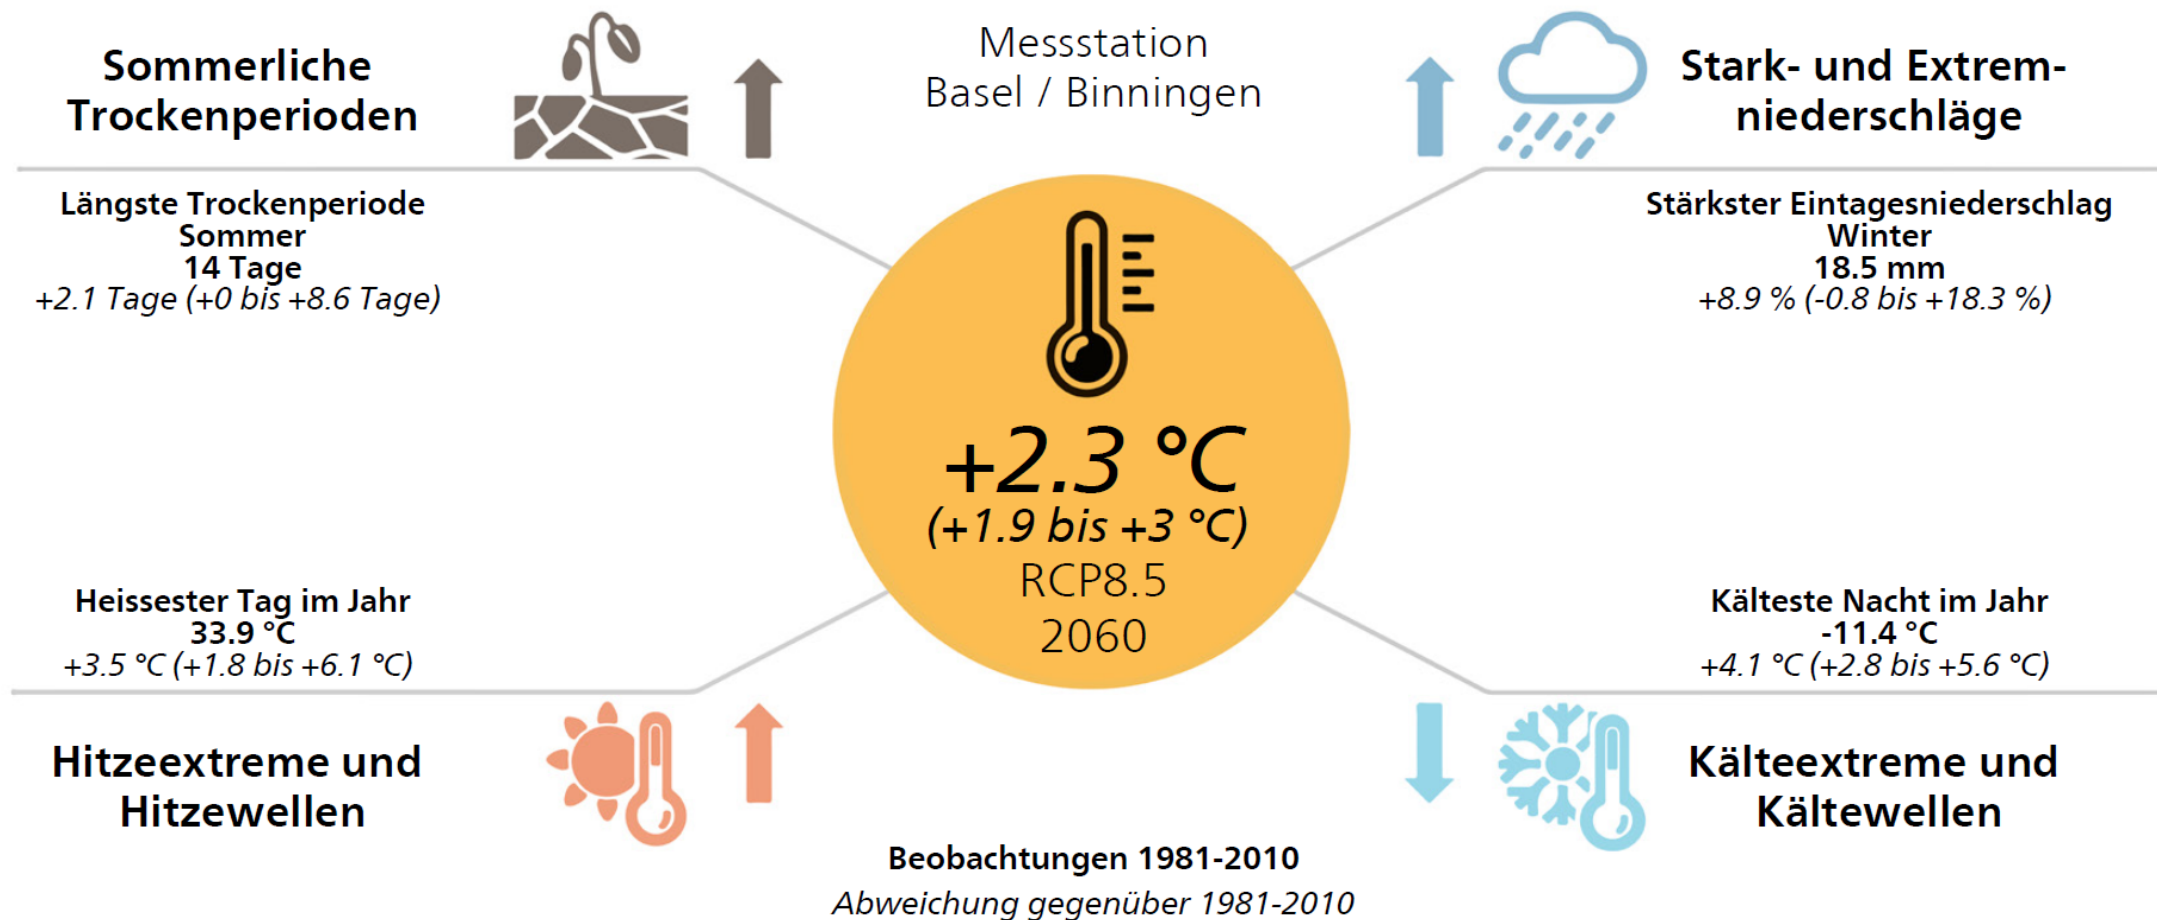 Sommerliche
Trockenperioden
Messstation
Basel / Binningen
Stark- und Extrem-
niederschläge
Längste Trockenperiode
Sommer
14 Tage
+2.1 Tage (+0 bis +8.6 Tage)
Stärkster Eintagesniederschlag
Winter
18.5 mm
+8.9 % (-0.8 bis +18.3 %)
+2.3 °C
(+1.9 bis +3 °C)
RCP8.5
2060
Heissester Tag im Jahr
33.9 °C
+3.5 °C (+1.8 bis +6.1 °C)
Kälteste Nacht im Jahr
-11.4 °C
+4.1 °C (+2.8 bis +5.6 °C)
Hitzeextreme und
Hitzewellen
Kälteextreme und
Kältewellen
Beobachtungen 1981-2010
Abweichung gegenüber 1981-2010